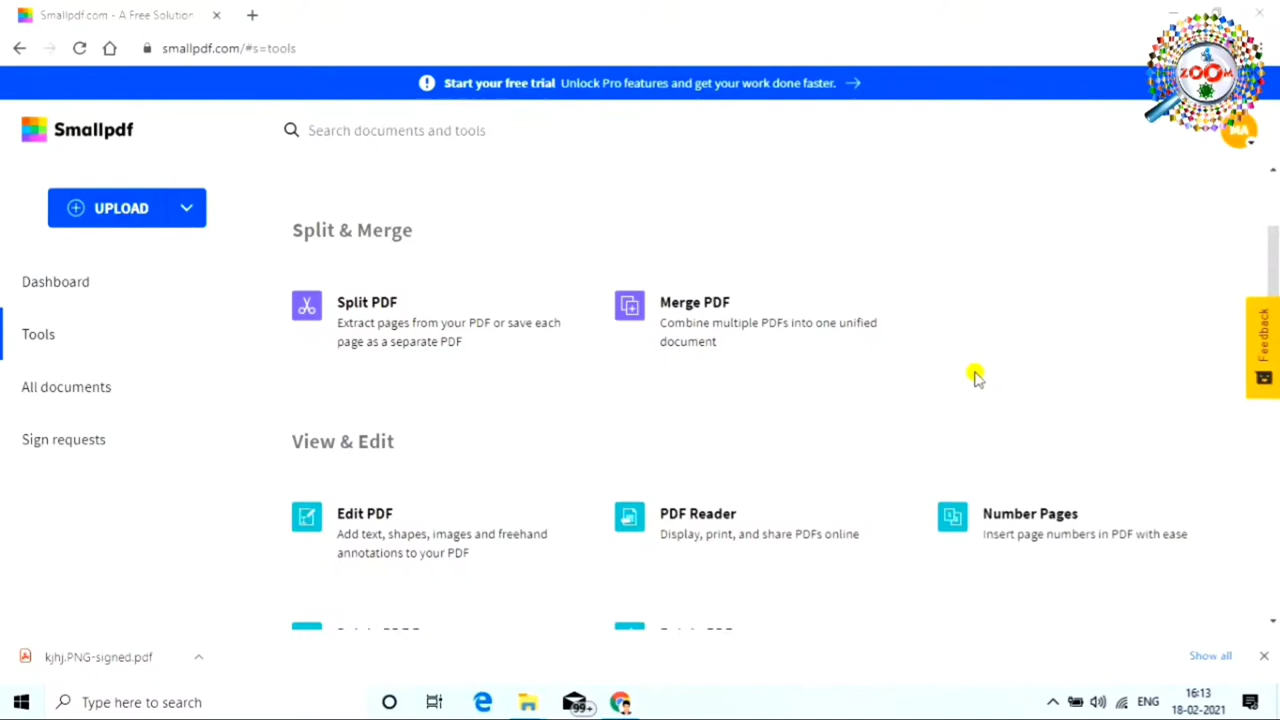 Smallpdf.com - A Free Solution
smallpdf.com/#s=tools
Start your free trial Unlock Pro features and get your work done faster.
ZOOM
Smallpdf
Search documents and tools
MA
UPLOAD
Split & Merge
Dashboard
Split PDF
Extract pages from your PDF or save each
page as a separate PDF
Merge PDF
Combine multiple PDFs into one unified
document
Tools
Feedback
All documents
Sign requests
View & Edit
Edit PDF
Add text, shapes, images and freehand
annotations to your PDF
PDF Reader
Display, print, and share PDFs online
Number Pages
Insert page numbers in PDF with ease
kjhj.PNG-signed.pdf
Show all
Type here to search
99+
ENG
16:13
18-02-2021